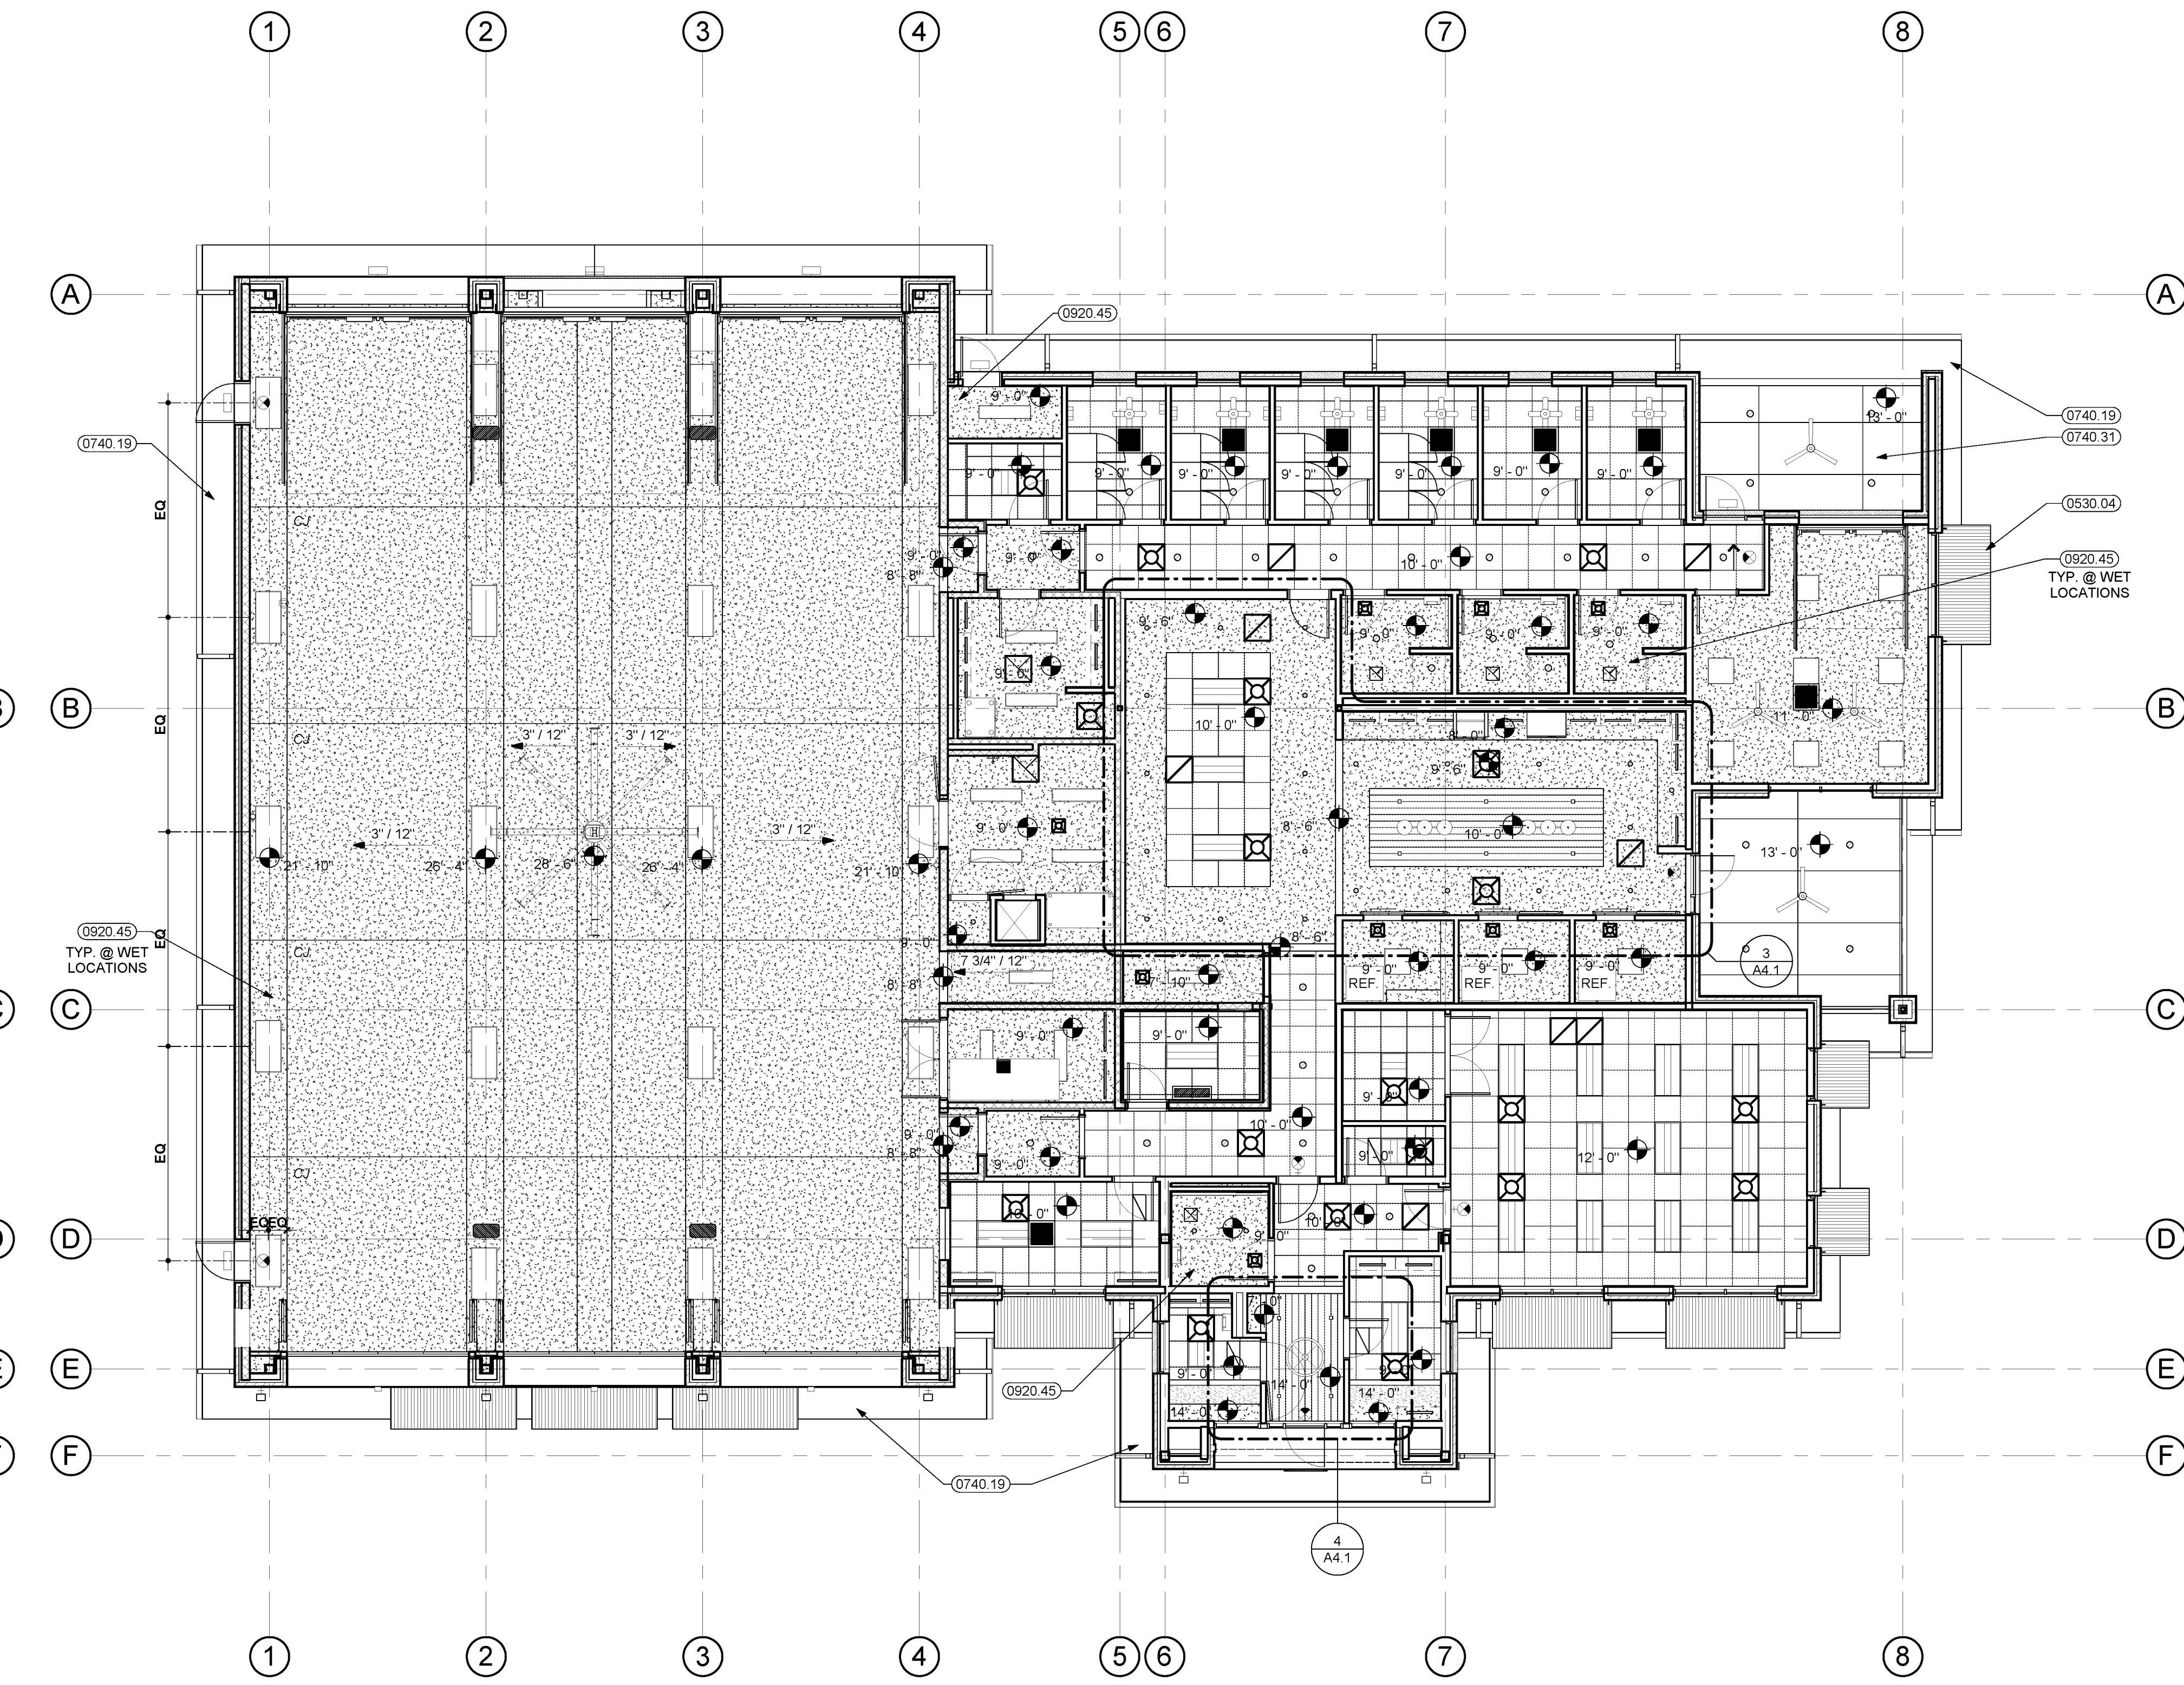 1 2 3 4 5 6 7 8
A A
0920.45
9' - 0"
13' - 0"
0740.19
0740.31
0740.19
9' - 0" 9' - 0" 9' - 0" 9' - 0" 9' - 0" 9' - 0" 9' - 0"
0530.04
EQ
CJ
9' - 0" 9' - 0"
10' - 0"
8' - 8"
0920.45
TYP. @ WET
LOCATIONS
9' - 6"
9' - 0" 9' - 0" 9' - 0"
9' - 0"
B B B
EQ
CJ
3" / 12" 3" / 12"
10' - 0"
11' - 0"
8' - 0"
9' - 6"
3" / 12" 3" / 12"
H
9' - 0"
8' - 6"
10' - 0"
13' - 0"
21' - 10" 26' - 4" 28' - 6" 26' - 4" 21' - 10"
0920.45
TYP. @ WET
LOCATIONS
EQ
CJ
9' - 0"
8' - 6"
7 3/4" / 12"
3
A4.1
9' - 0" 9' - 0" 9' - 0"
8' - 8"
REF. REF. REF.
C C C
9' - 0" 9' - 0"
9' - 0"
EQ
9' - 0"
10' - 0"
8' - 8"
9' - 0"
9' - 0"
12' - 0"
CJ
EQ EQ
10' - 0"
10' - 0"
9' - 0"
D D D
7' - 0"
9' - 0"
E E E
14' - 0"
14' - 0"
14' - 0"
0920.45
F F F
0740.19
4
A4.1
1 2 3 4 5 6 7 8